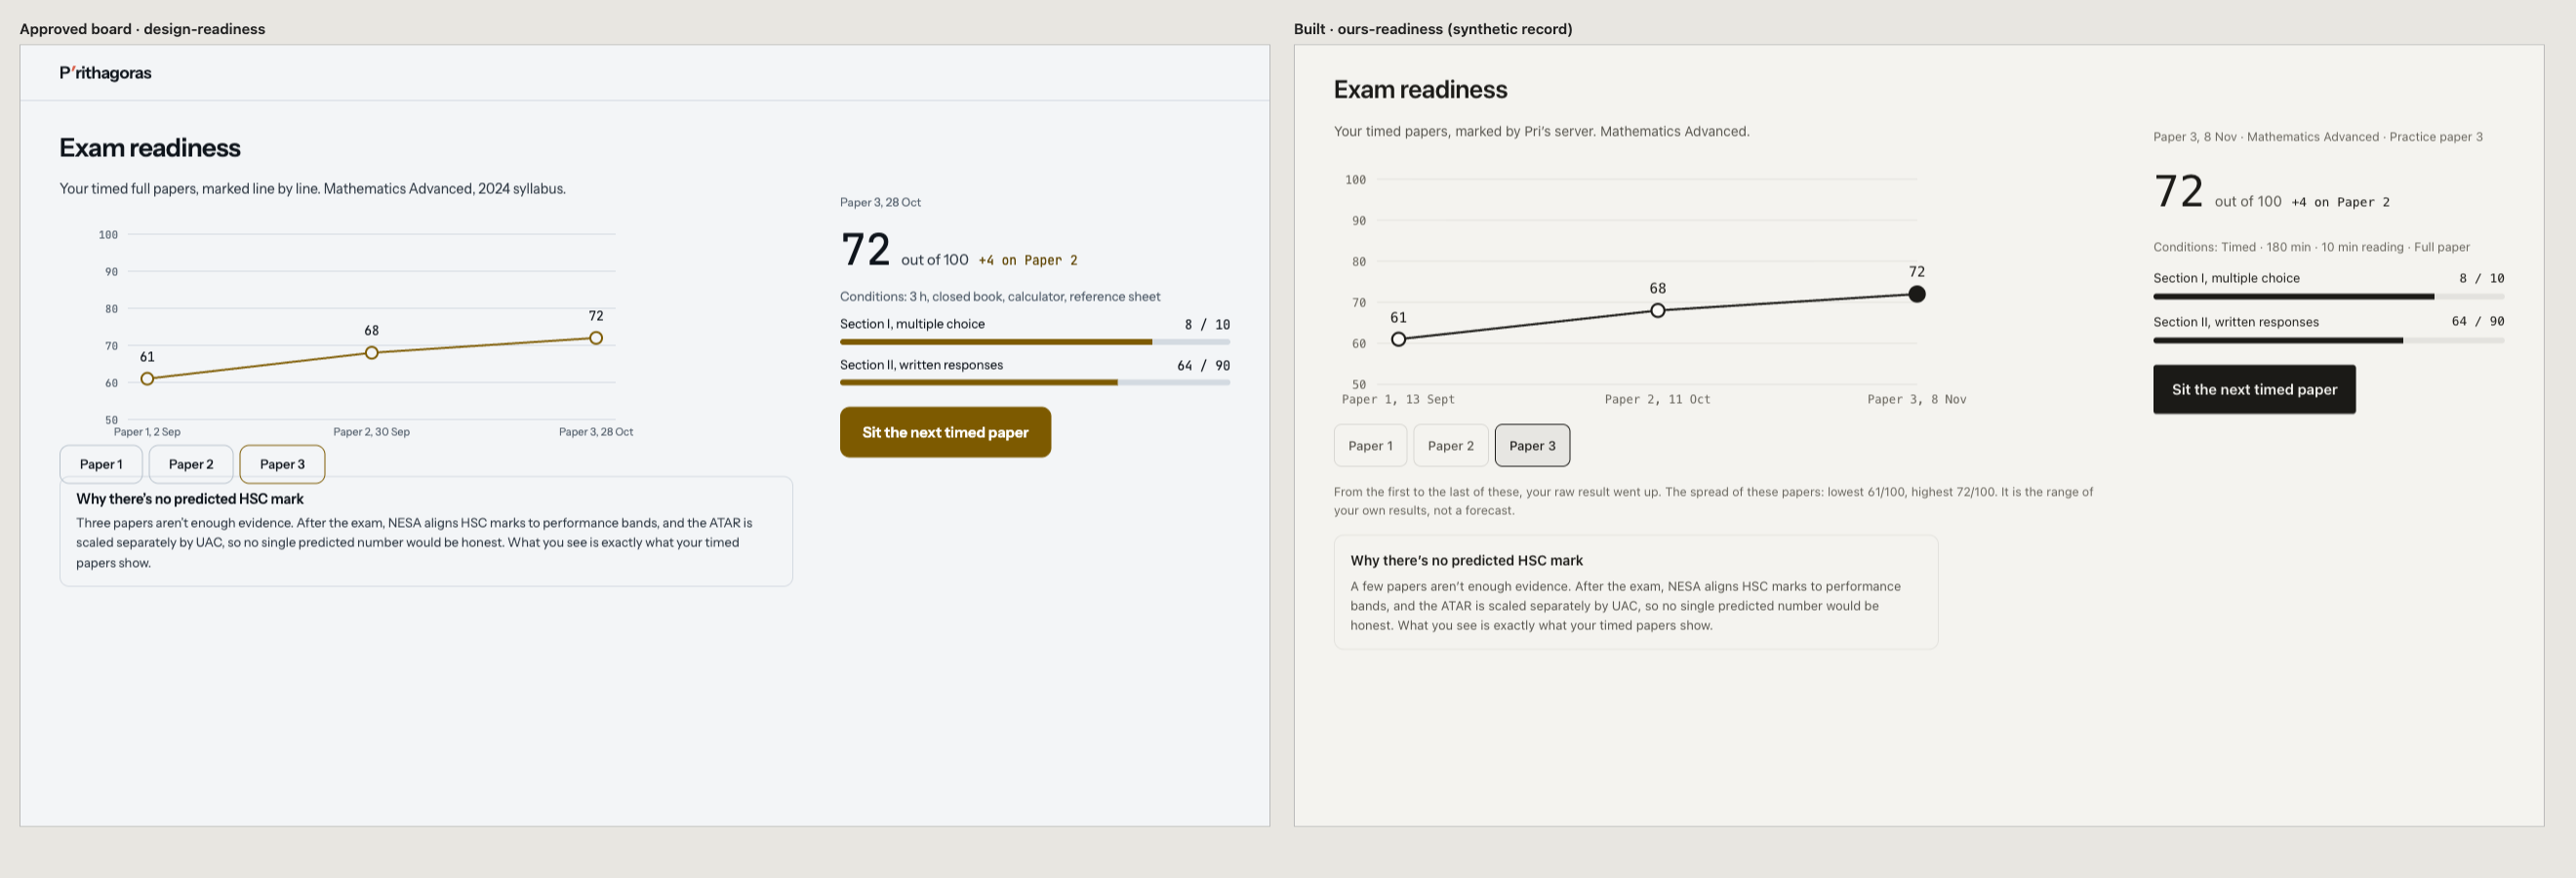 Approved board · design-readiness
P′rithagoras
Exam readiness
Your timed full papers, marked line by line. Mathematics Advanced, 2024 syllabus.
100
90
80
70
60
50
61
68
72
Paper 1, 2 Sep
Paper 2, 30 Sep
Paper 3, 28 Oct
Paper 1
Paper 2
Paper 3
Why there's no predicted HSC mark
Three papers aren't enough evidence. After the exam, NESA aligns HSC marks to performance bands, and the ATAR is
scaled separately by UAC, so no single predicted number would be honest. What you see is exactly what your timed
papers show.
Paper 3, 28 Oct
72 out of 100 +4 on Paper 2
Conditions: 3 h, closed book, calculator, reference sheet
Section I, multiple choice 8 / 10
Section II, written responses 64 / 90
Sit the next timed paper
Built · ours-readiness (synthetic record)
Exam readiness
Your timed papers, marked by Pri's server. Mathematics Advanced.
100
90
80
70
60
50
61
68
72
Paper 1, 13 Sept
Paper 2, 11 Oct
Paper 3, 8 Nov
Paper 1
Paper 2
Paper 3
From the first to the last of these, your raw result went up. The spread of these papers: lowest 61/100, highest 72/100. It is the range of
your own results, not a forecast.
Why there's no predicted HSC mark
A few papers aren't enough evidence. After the exam, NESA aligns HSC marks to performance
bands, and the ATAR is scaled separately by UAC, so no single predicted number would be
honest. What you see is exactly what your timed papers show.
Paper 3, 8 Nov · Mathematics Advanced · Practice paper 3
72 out of 100 +4 on Paper 2
Conditions: Timed · 180 min · 10 min reading · Full paper
Section I, multiple choice 8 / 10
Section II, written responses 64 / 90
Sit the next timed paper